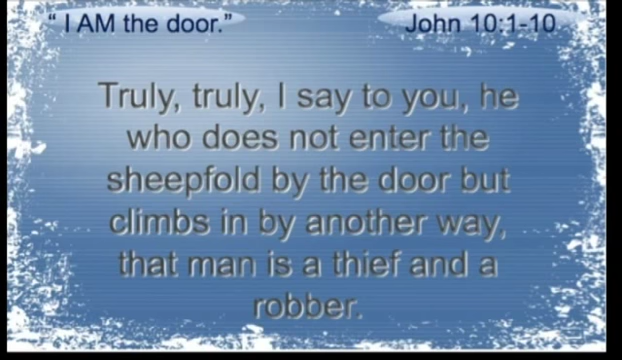 “ I AM the door.”
John 10:1-10
Truly, truly, I say to you, he
who does not enter the
sheepfold by the door but
climbs in by another way,
that man is a thief and a
robber.